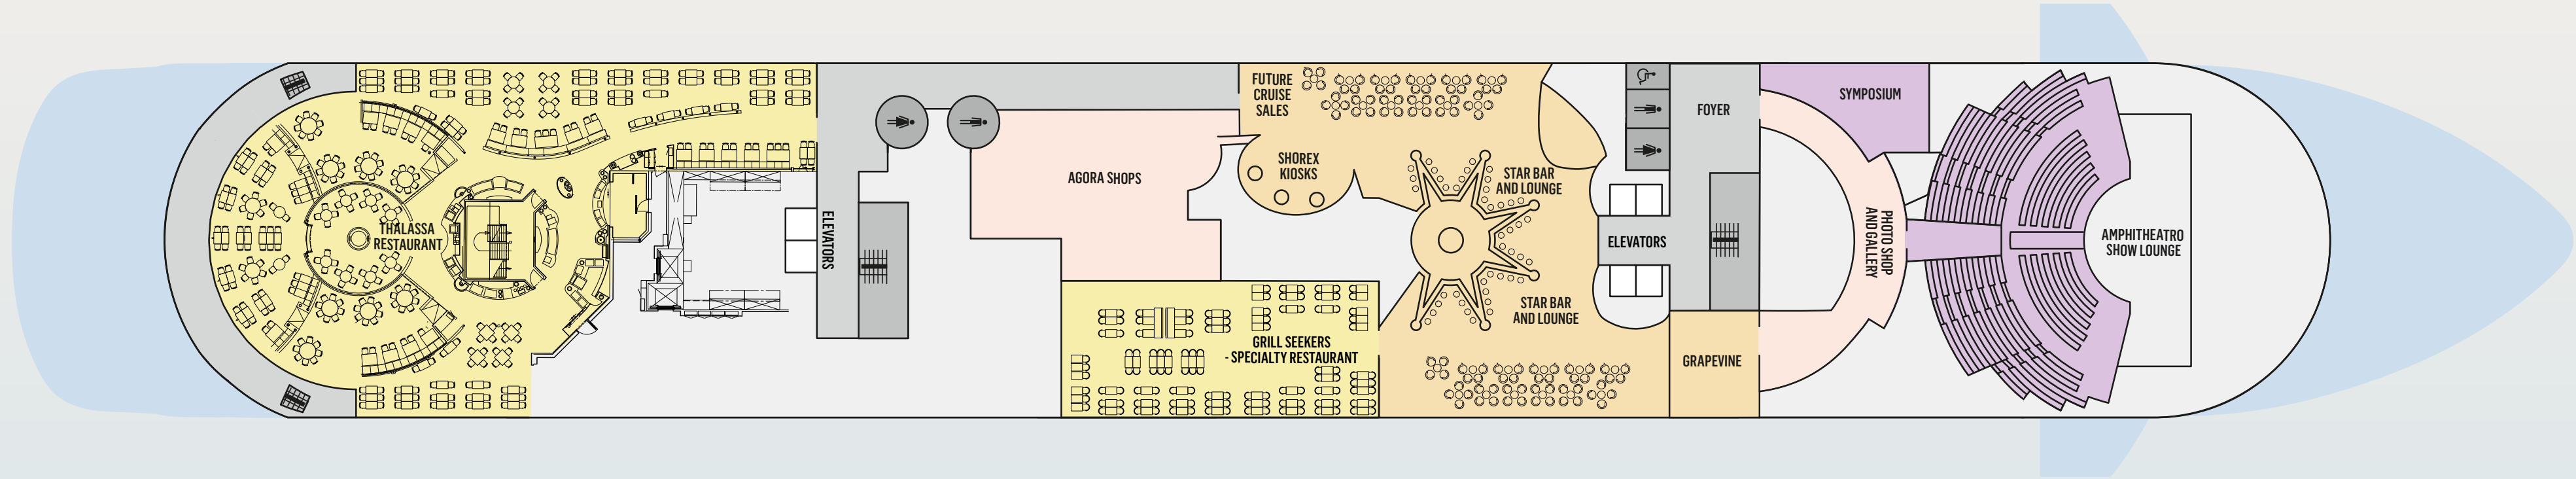 THALASSA
RESTAURANT
ELEVATORS
AGORA SHOPS
FUTURE
CRUISE
SALES
SHOREX
KIOSKS
GRILL SEEKERS
- SPECIALTY RESTAURANT
STAR BAR
AND LOUNGE
STAR BAR
AND LOUNGE
ELEVATORS
FOYER
GRAPEVINE
SYMPOSIUM
PHOTO SHOP
AND GALLERY
AMPHITHEATRO
SHOW LOUNGE